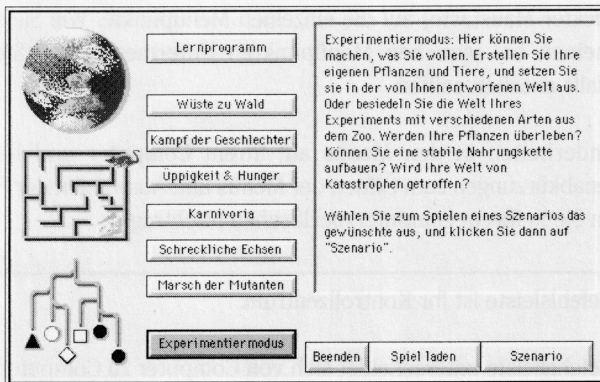 Lernprogramm
Wüste zu Wald
Kampf der Geschlechter
Üppigkeit & Hunger
Karnivoria
Schreckliche Echsen
Marsch der Mutanten
Experimentiermodus
Experimentiermodus: Hier können Sie
machen, was Sie wollen. Erstellen Sie Ihre
eigenen Pflanzen und Tiere, und setzen Sie
sie in der von Ihnen entworfenen Welt aus.
Oder besiedeln Sie die Welt Ihres
Experiments mit verschiedenen Arten aus
dem Zoo. Werden Ihre Pflanzen überleben?
Können Sie eine stabile Nahrungskette
aufbauen? Wird Ihre Welt von
Katastrophen getroffen?
Wählen Sie zum Spielen eines Szenarios das
gewünschte aus, und klicken Sie dann auf
"Szenario".
Beenden
Spiel laden
Szenario